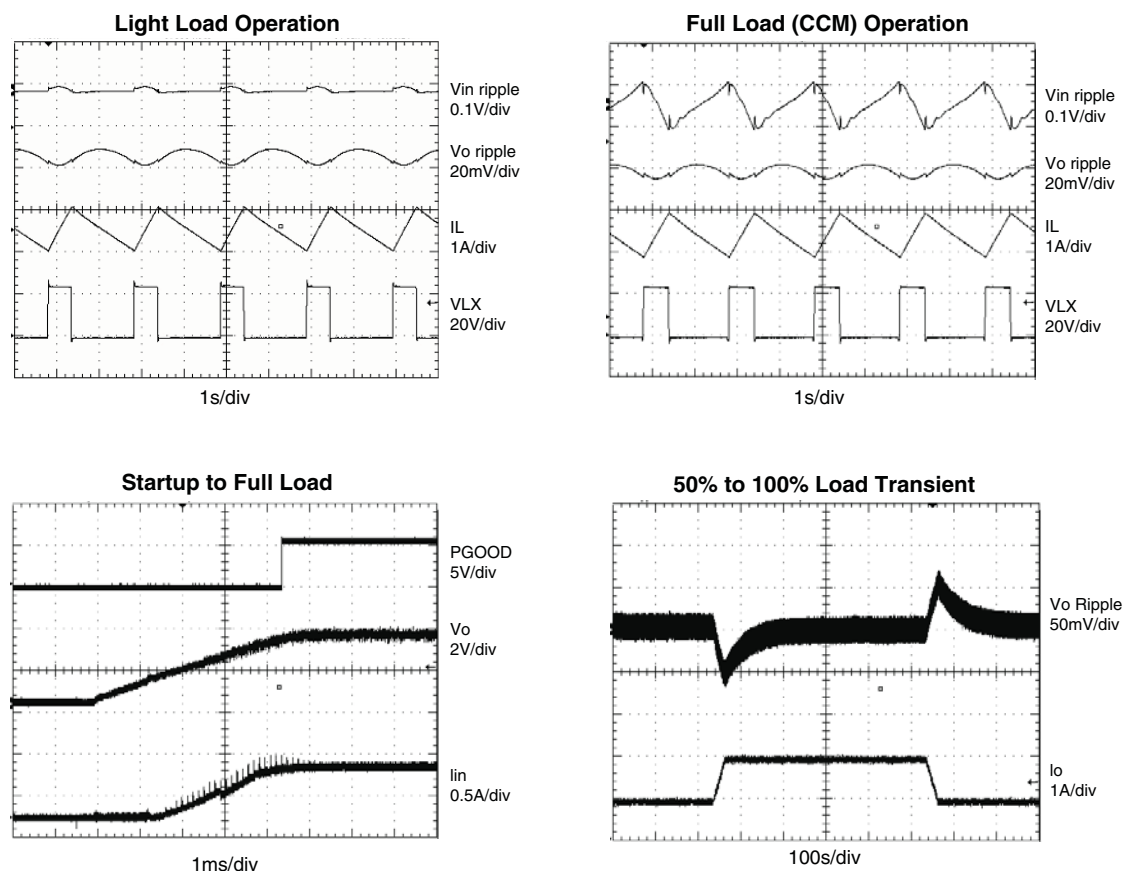 Light Load Operation
Vin ripple
0.1V/div
Vo ripple
20mV/div
IL
1A/div
VLX
20V/div
1s/div
Full Load (CCM) Operation
Vin ripple
0.1V/div
Vo ripple
20mV/div
IL
1A/div
VLX
20V/div
1s/div
Startup to Full Load
PGOOD
5V/div
Vo
2V/div
Iin
0.5A/div
1ms/div
50% to 100% Load Transient
Vo Ripple
50mV/div
Io
1A/div
100s/div